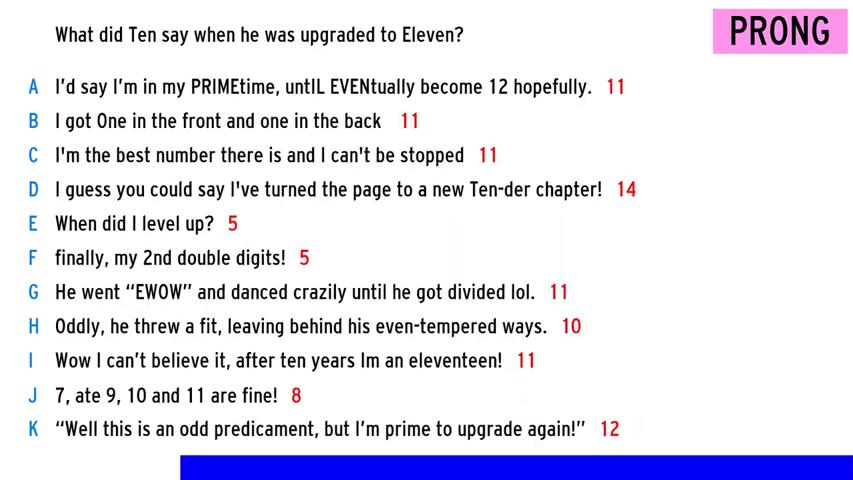 What did Ten say when he was upgraded to Eleven?
PRONG
A I'd say I'm in my PRIMEtime, untIL EVENtually become 12 hopefully. 11
B I got One in the front and one in the back 11
C I'm the best number there is and I can't be stopped 11
D I guess you could say I've turned the page to a new Ten-der chapter! 14
E When did I level up? 5
F finally, my 2nd double digits! 5
G He went “EWOW” and danced crazily until he got divided lol. 11
H Oddly, he threw a fit, leaving behind his even-tempered ways. 10
I Wow I can't believe it, after ten years Im an eleventeen! 11
J 7, ate 9, 10 and 11 are fine! 8
K “Well this is an odd predicament, but I'm prime to upgrade again!” 12